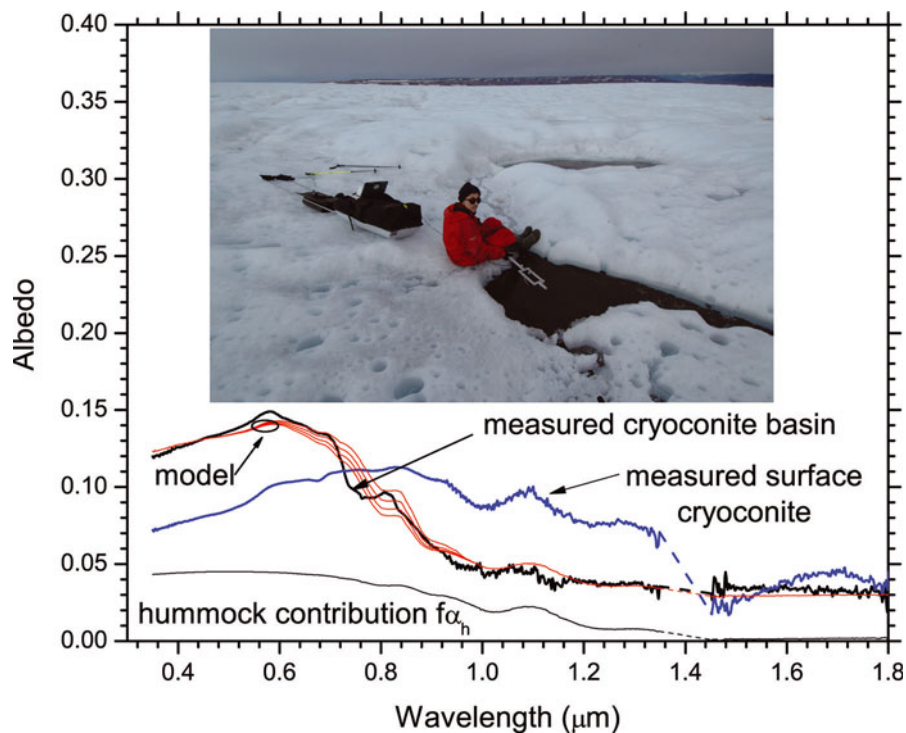 0.40
0.35
0.30
0.25
0.20
0.15
0.10
0.05
0.00
Albedo
measured cryoconite basin
model
measured surface
cryoconite
hummock contribution fαh
0.4 0.6 0.8 1.0 1.2 1.4 1.6 1.8
Wavelength (μm)